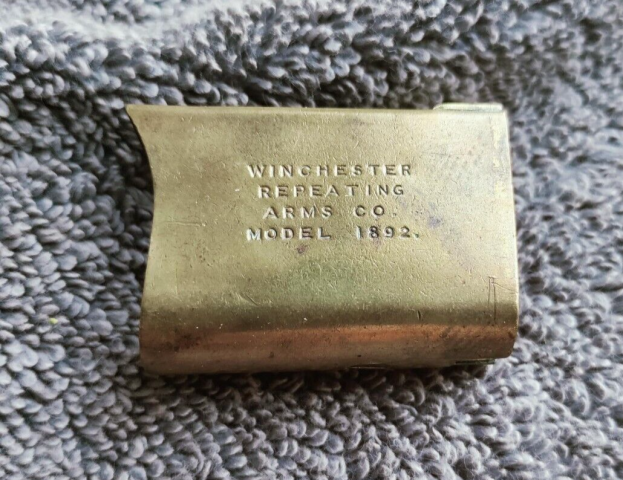 WINCHESTER
REPEATING
ARMS CO.
MODEL 1892.